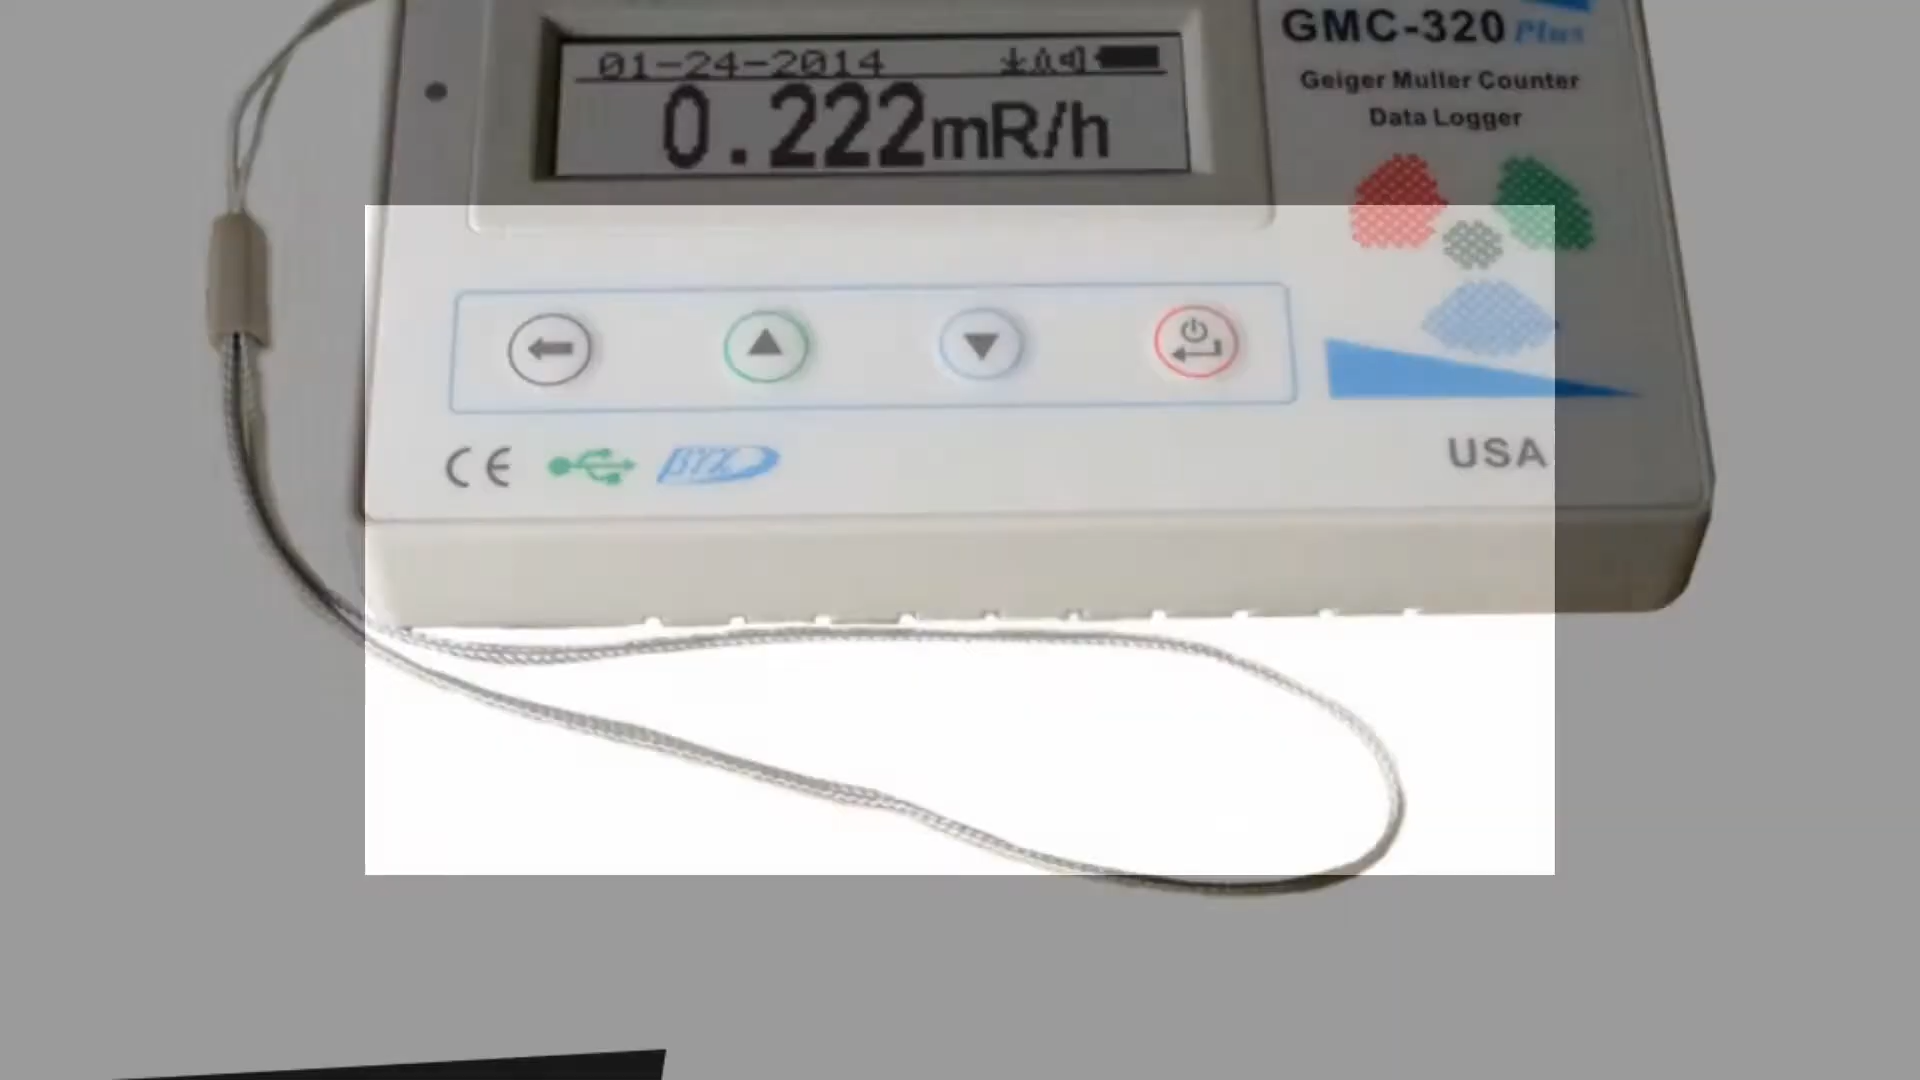 GMC-320 Plus
Geiger Muller Counter
Data Logger
01-24-2014
0.222mR/h
CE
USA